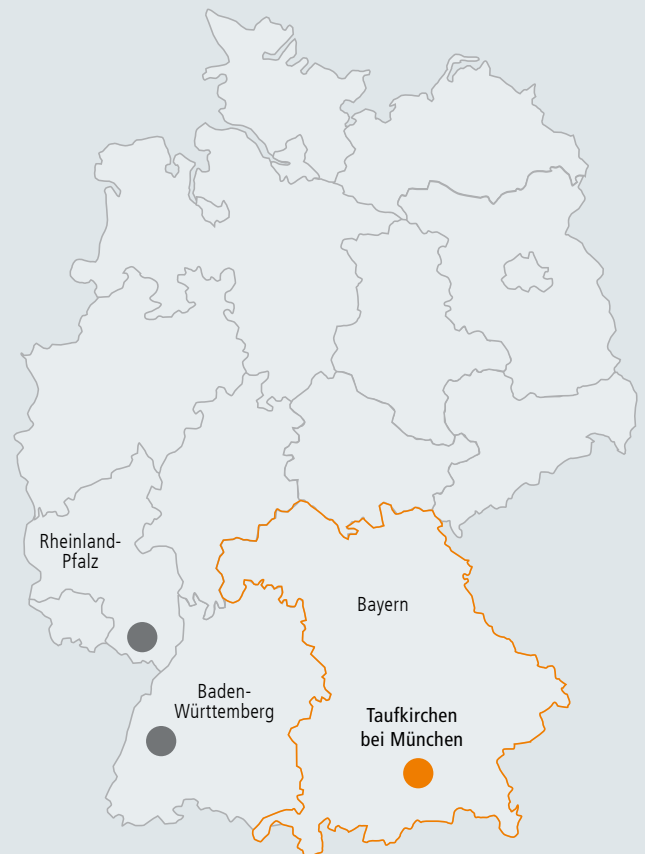 Rheinland-
Pfalz
Bayern
Baden-
Württemberg
Taufkirchen
bei München